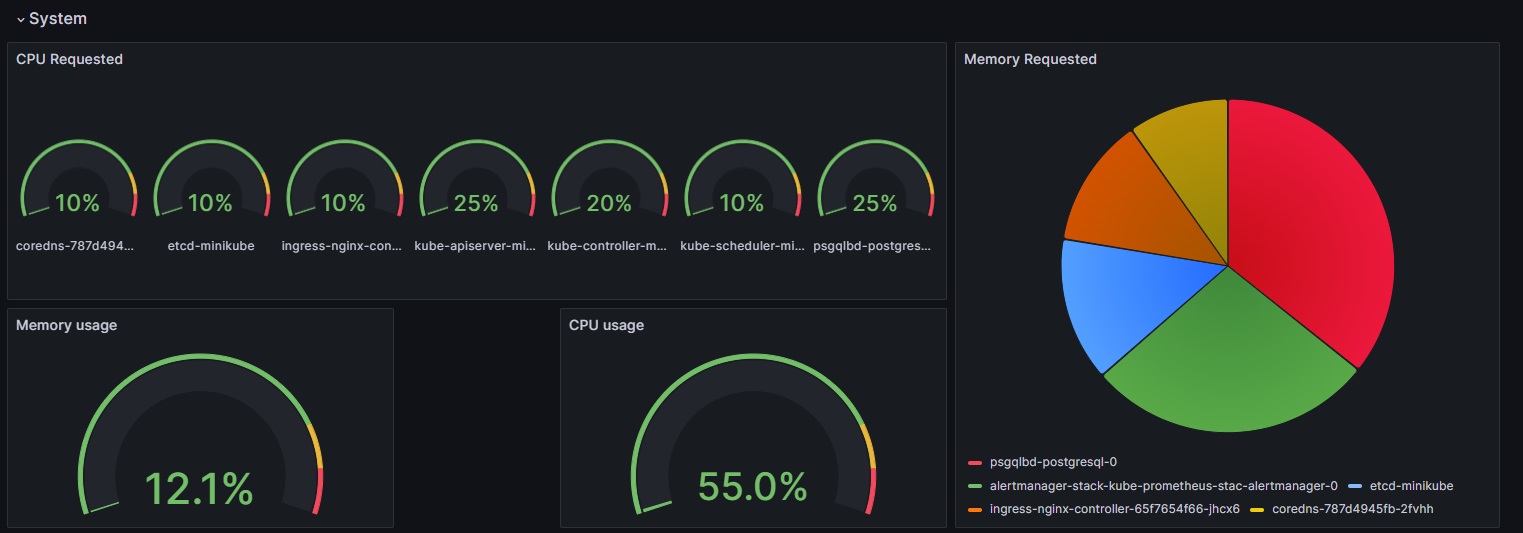 System
CPU Requested
10%
10%
10%
25%
20%
10%
25%
coredns-787d494...
etcd-minikube
ingress-nginx-con...
kube-apiserver-mi...
kube-controller-m...
kube-scheduler-mi...
psgqlbd-postgres...
Memory usage
12.1%
CPU usage
55.0%
Memory Requested
psgqlbd-postgresql-0
alertmanager-stack-kube-prometheus-stac-alertmanager-0 etcd-minikube
ingress-nginx-controller-65f7654f66-jhcx6 coredns-787d4945fb-2fvhh